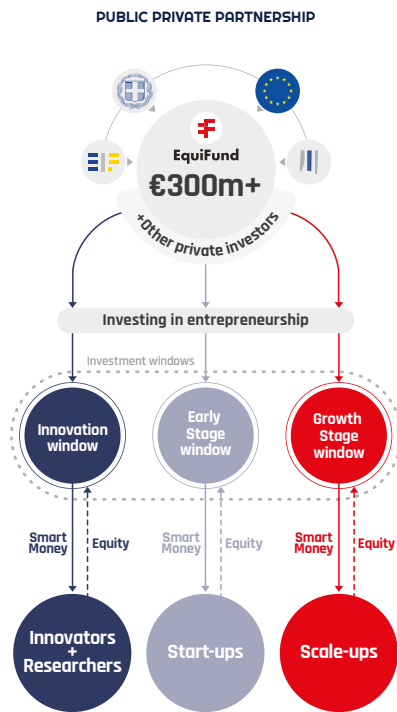 PUBLIC PRIVATE PARTNERSHIP
EIF
EquiFund
€300m+
+Other private investors
Investing in entrepreneurship
Investment windows
Innovation
window
Early
Stage
window
Growth
Stage
window
Smart
Money
Equity
Smart
Money
Equity
Smart
Money
Equity
Innovators
+
Researchers
Start-ups
Scale-ups